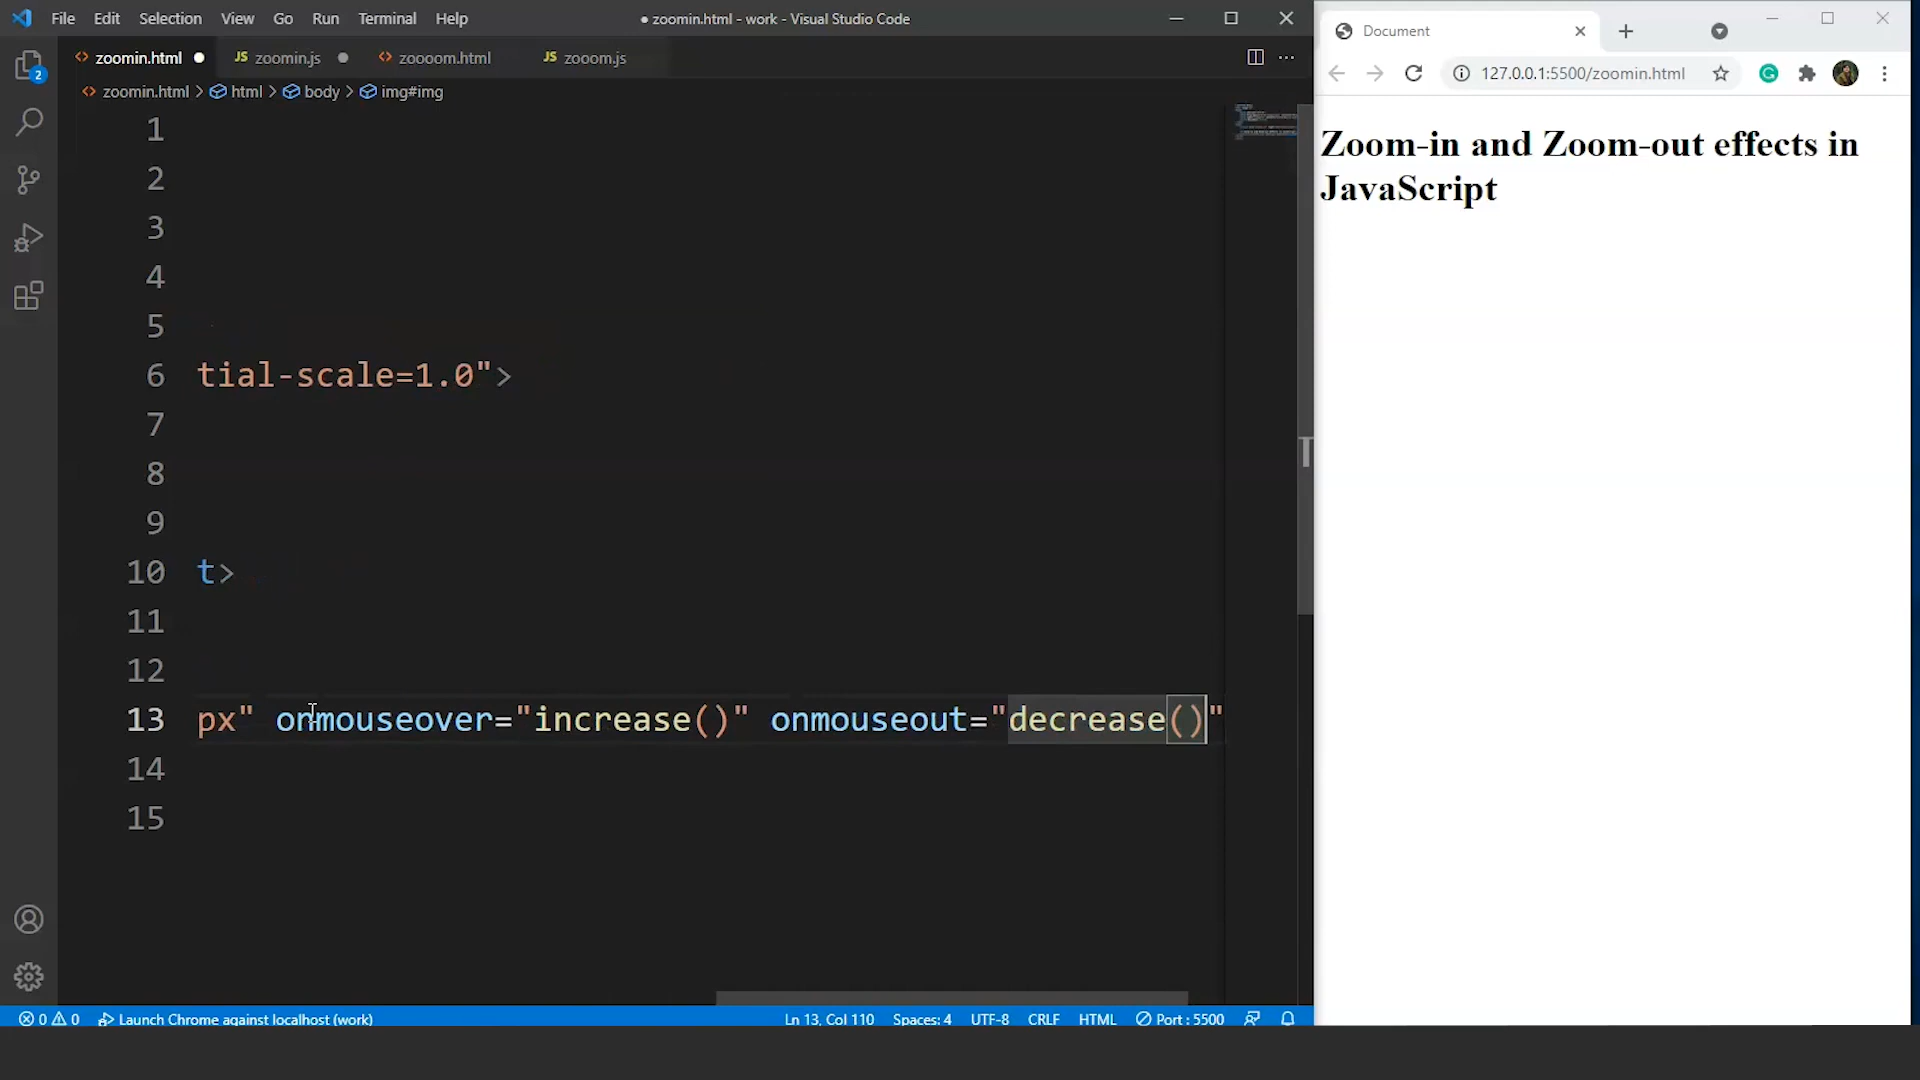 File Edit Selection View Go Run Terminal Help
● zoomin.html - work - Visual Studio Code
zoomin.html ● JS zoomin.js ● zoooom.html JS zooom.js
zoomin.html > html > body > img#img
2
1
2
3
4
5
6 tial-scale=1.0">
7
8
9
10 t>
11
12
13 px" onmouseover="increase()" onmouseout="decrease()"
14
15
0 0 Launch Chrome against localhost (work) Ln 13, Col 110 Spaces: 4 UTF-8 CRLF HTML Port : 5500
Document
127.0.0.1:5500/zoomin.html
Zoom-in and Zoom-out effects in
JavaScript